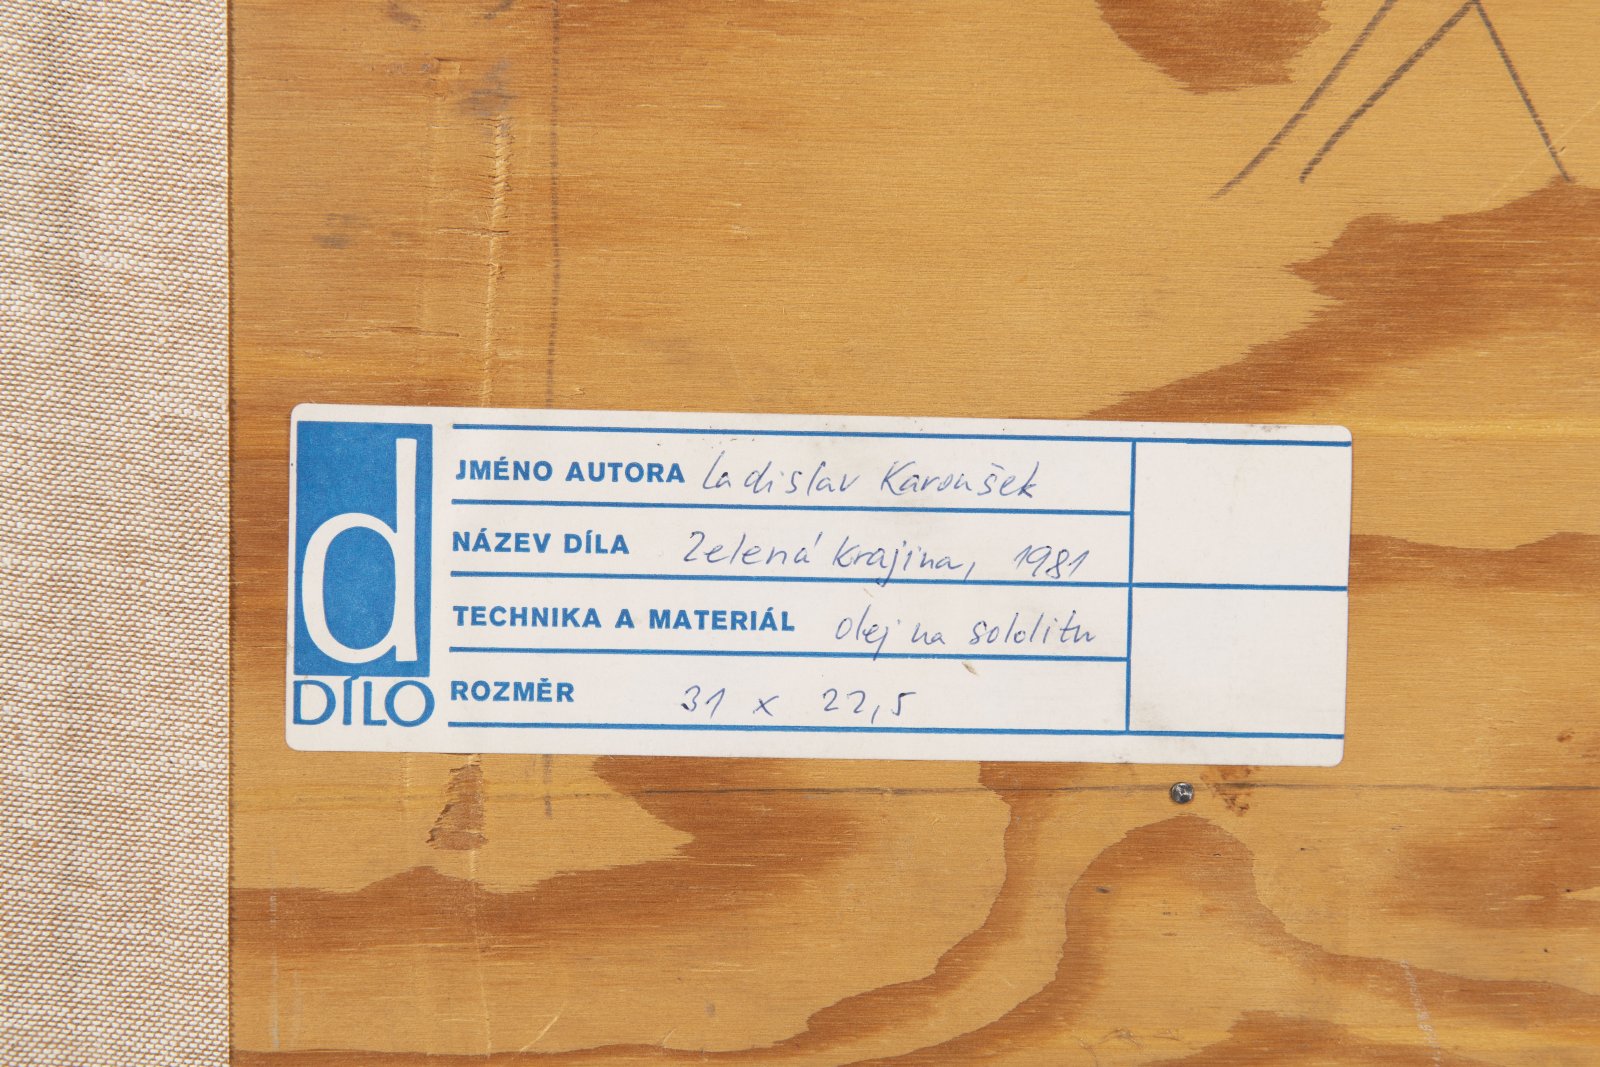 d
DÍLO
JMÉNO AUTORA Ladislav Karoušek
NÁZEV DÍLA Zelená krajina, 1981
TECHNIKA A MATERIÁL olej na sololitu
ROZMĚR 31 x 22,5